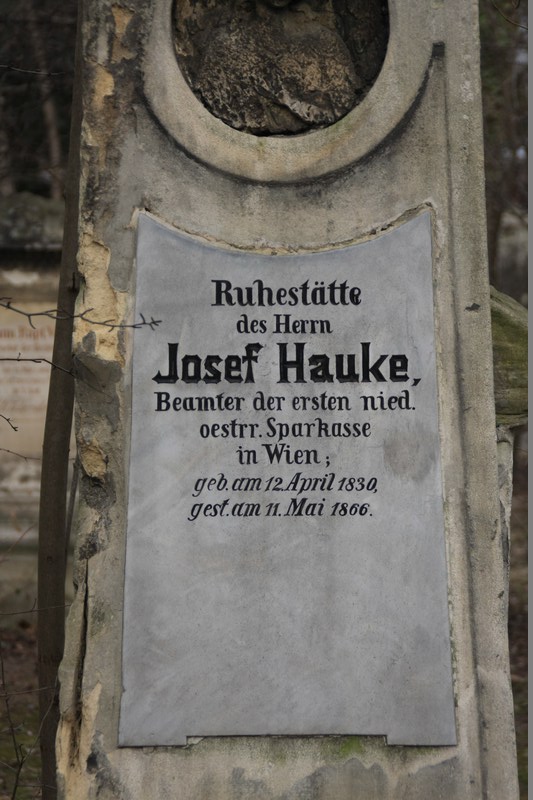 Ruhestätte
des Herrn
Josef Hauke,
Beamter der ersten nied.
oestrr. Sparkasse
in Wien;
geb. am 12. April 1830,
gest. am 11. Mai 1866.